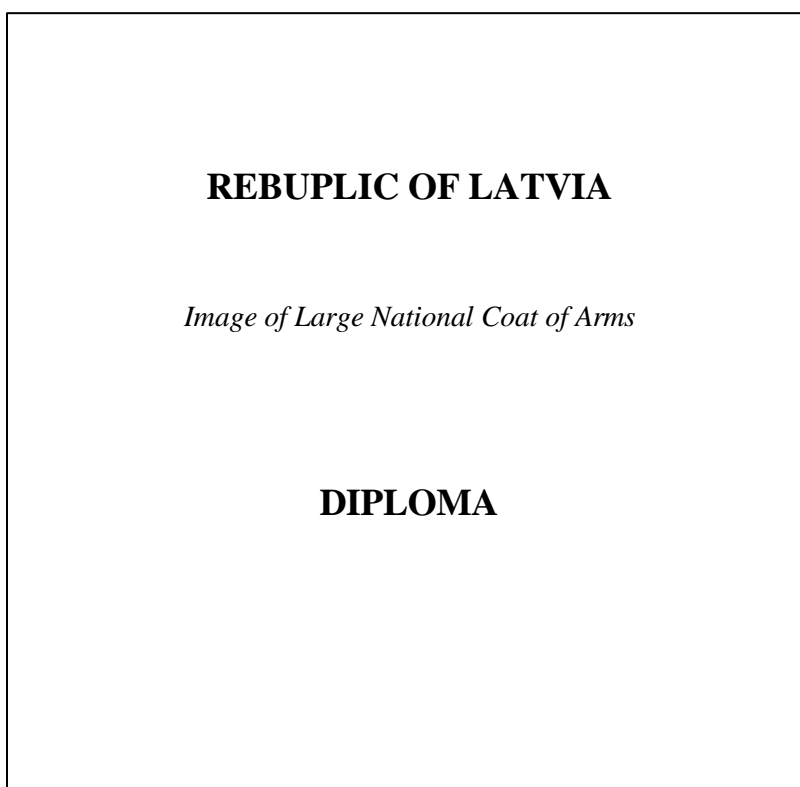 REBUPLIC OF LATVIA
Image of Large National Coat of Arms
DIPLOMA